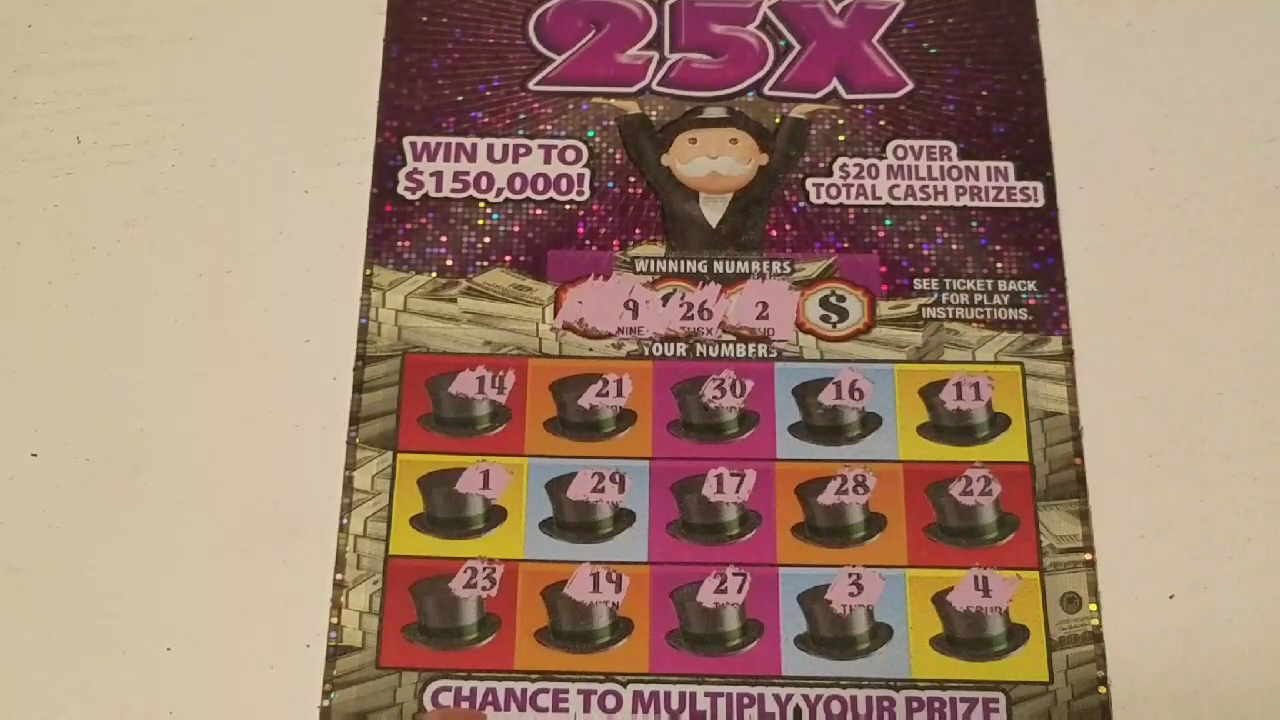 25X
WIN UP TO
$150,000!
OVER
$20 MILLION IN
TOTAL CASH PRIZES!
WINNING NUMBERS
9 26 2 $
NINE
SEE TICKET BACK
FOR PLAY
INSTRUCTIONS.
YOUR NUMBERS
14 21 30 16 11
1 29 17 28 22
23 19 27 3 4
CHANCE TO MULTIPLY YOUR PRIZE